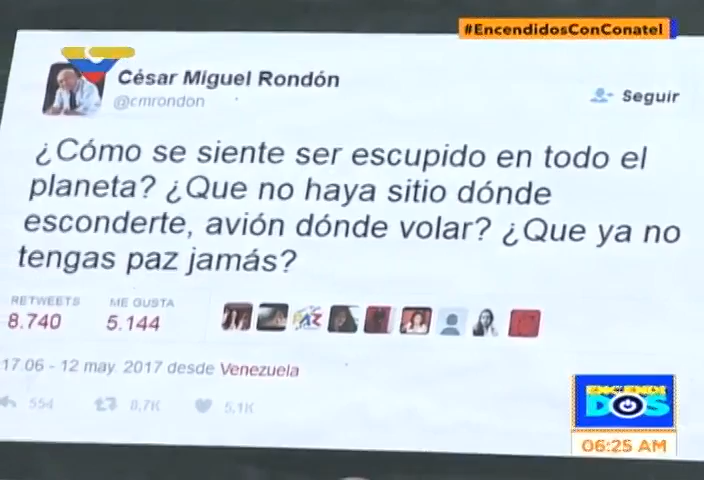 #EncendidosConConatel
César Miguel Rondón
@cmrondon
Seguir
¿Cómo se siente ser escupido en todo el
planeta? ¿Que no haya sitio dónde
esconderte, avión dónde volar? ¿Que ya no
tengas paz jamás?
RETWEETS ME GUSTA
8.740 5.144
PAZ
17:06 - 12 may. 2017 desde Venezuela
554 8,7K 5,1K
ENCENDI
DOS
06:25 AM